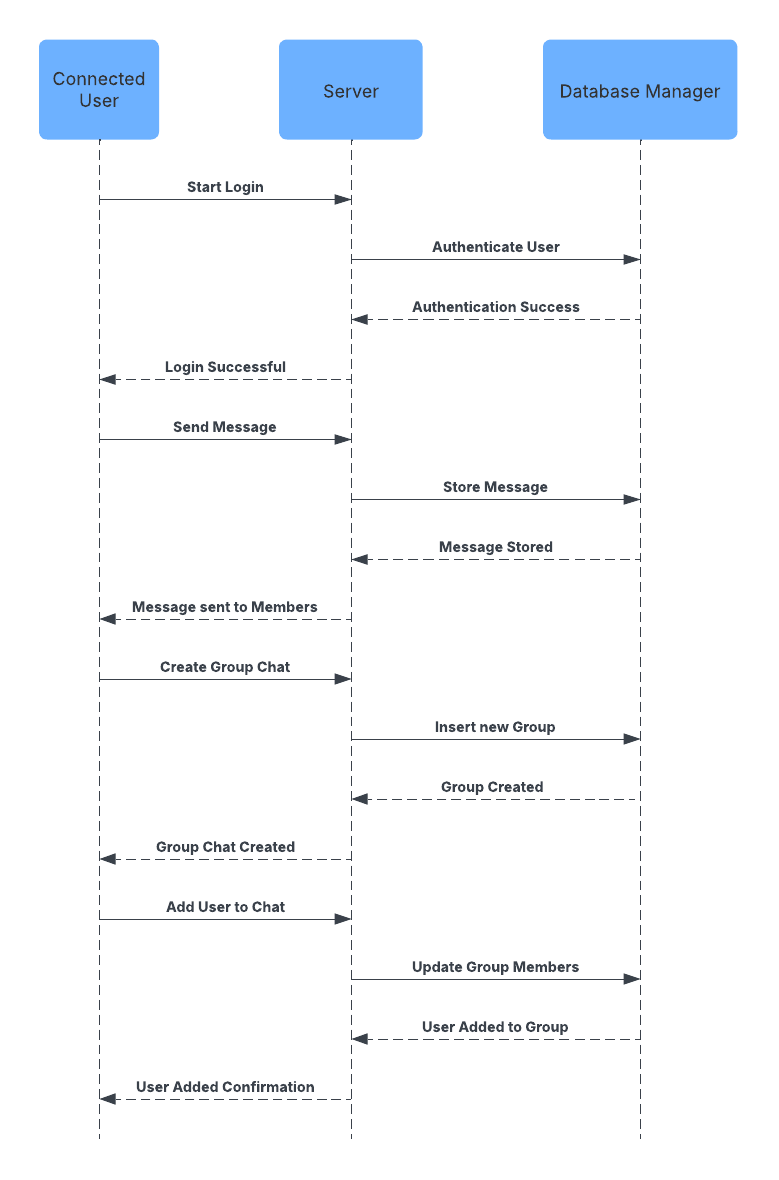 Connected
User
Server
Database Manager
Start Login
Authenticate User
Authentication Success
Login Successful
Send Message
Store Message
Message Stored
Message sent to Members
Create Group Chat
Insert new Group
Group Created
Group Chat Created
Add User to Chat
Update Group Members
User Added to Group
User Added Confirmation